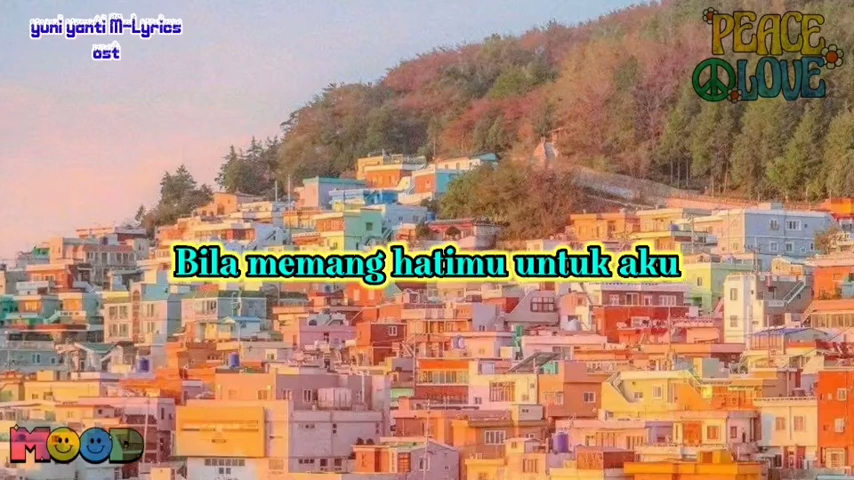 yuni yanti M-Lyrics
ost
PEACE
LOVE
Bila memang hatimu untuk aku
MOOD